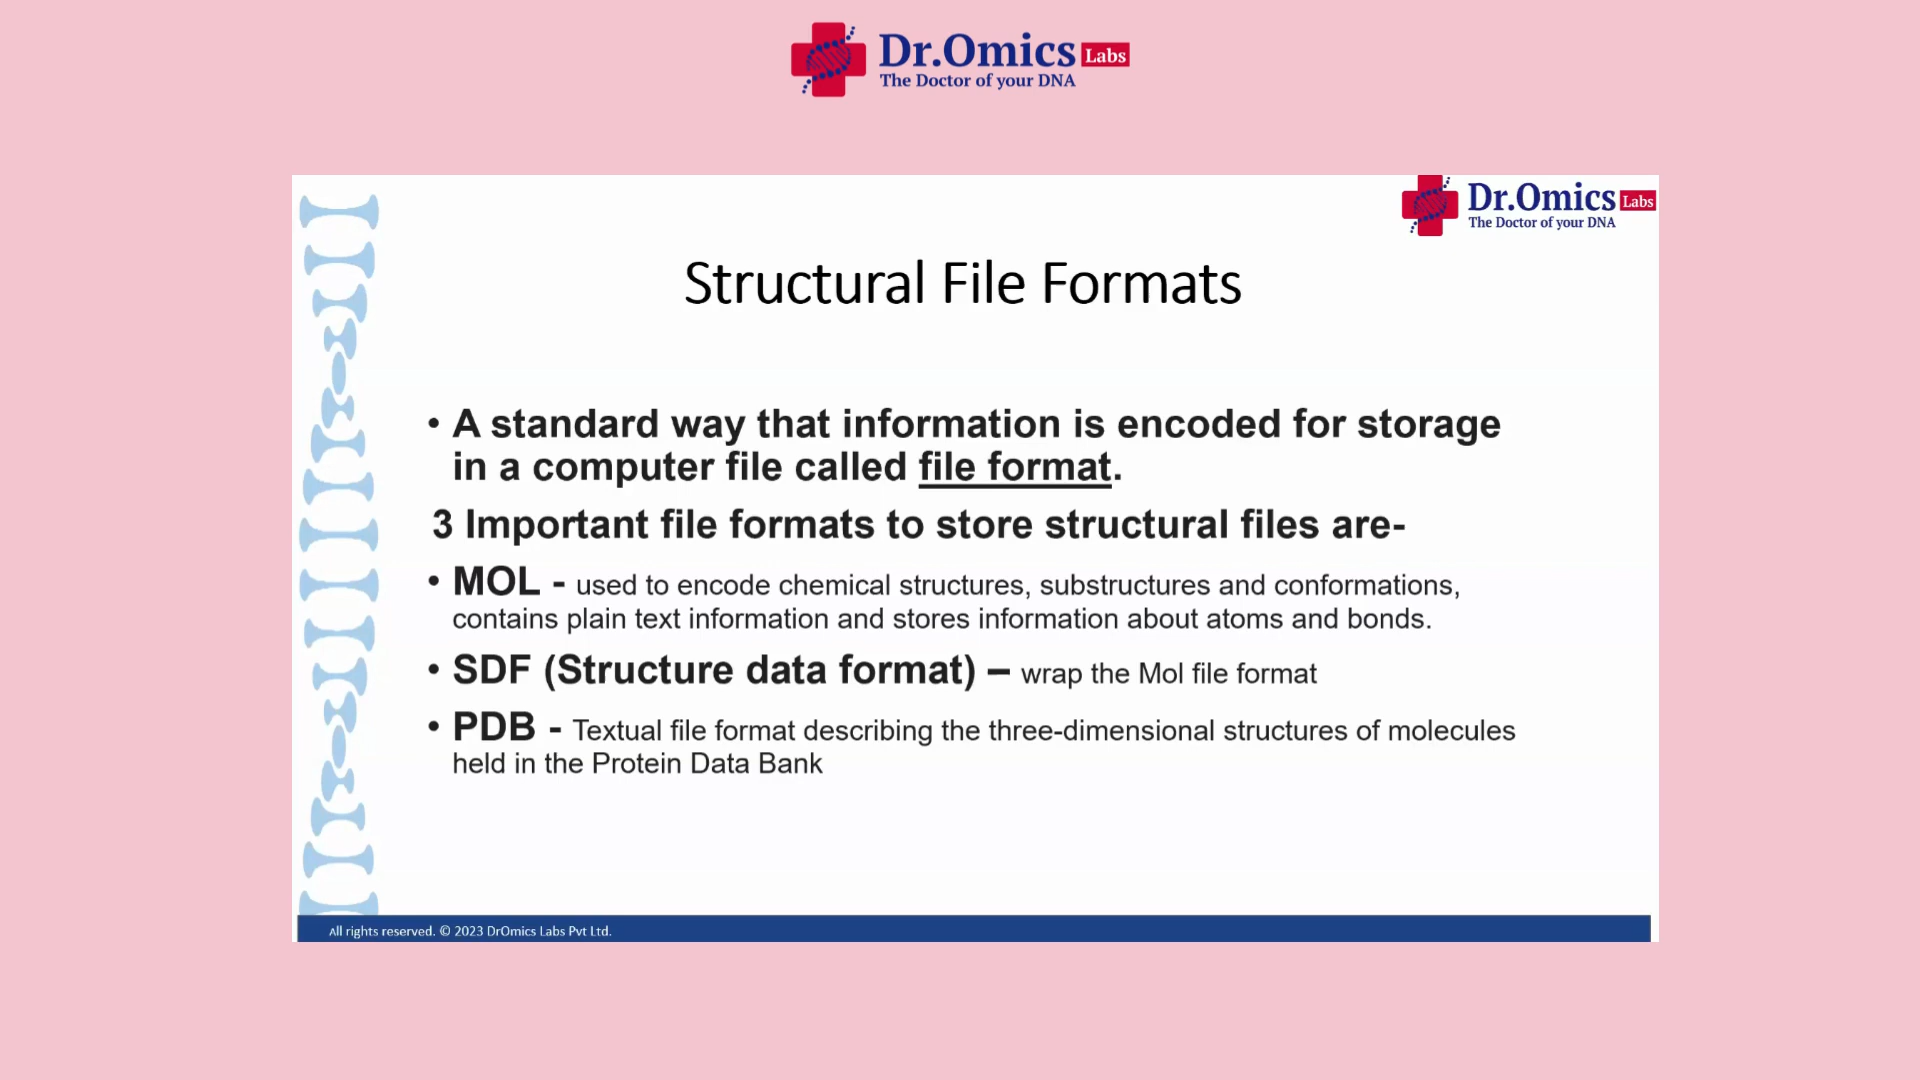 Dr.Omics Labs
The Doctor of your DNA
Dr.Omics Labs
The Doctor of your DNA
Structural File Formats
• A standard way that information is encoded for storage
in a computer file called file format.
3 Important file formats to store structural files are-
• MOL - used to encode chemical structures, substructures and conformations,
contains plain text information and stores information about atoms and bonds.
• SDF (Structure data format) – wrap the Mol file format
• PDB - Textual file format describing the three-dimensional structures of molecules
held in the Protein Data Bank
All rights reserved. © 2023 DrOmics Labs Pvt Ltd.